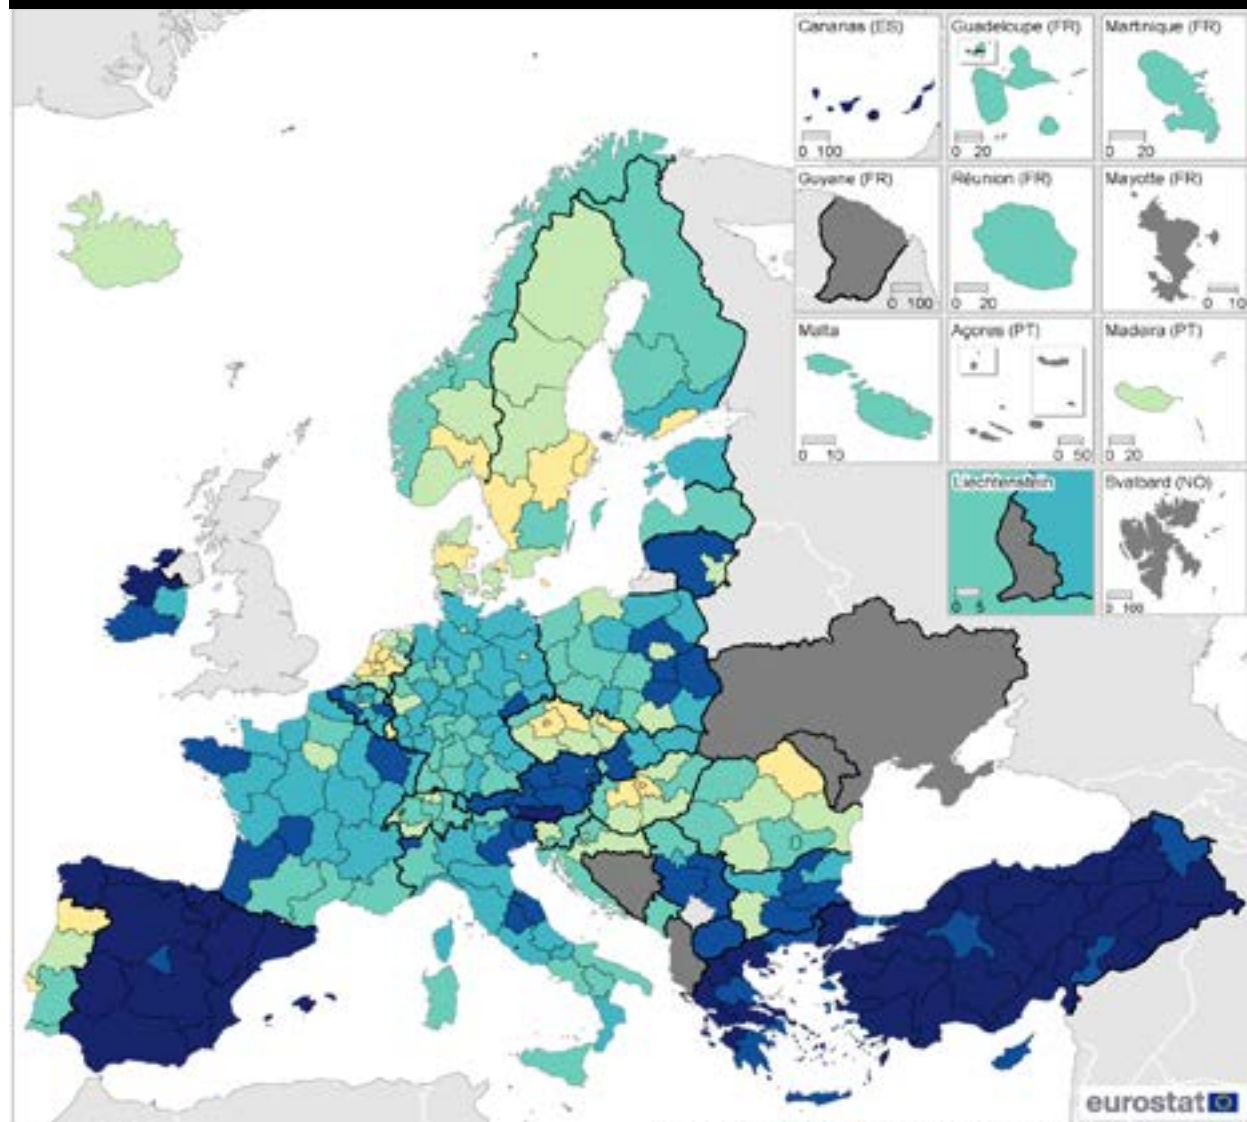 Canarias (ES)
0 100
Guadeloupe (FR)
0 20
Martinique (FR)
0 20
Guyane (FR)
0 100
Réunion (FR)
0 20
Mayotte (FR)
0 10
Malta
0 10
Açores (PT)
0 50
Madeira (PT)
0 20
Liechtenstein
0 5
Svalbard (NO)
0 100
eurostat